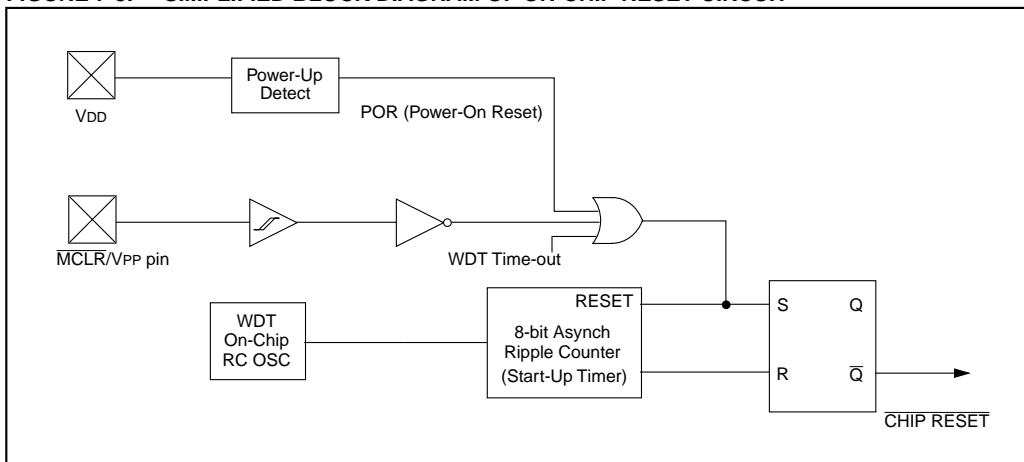 Power-Up
Detect
VDD
POR (Power-On Reset)
MCLR/VPP pin
WDT Time-out
WDT
On-Chip
RC OSC
RESET
8-bit Asynch
Ripple Counter
(Start-Up Timer)
S Q
R Q
CHIP RESET